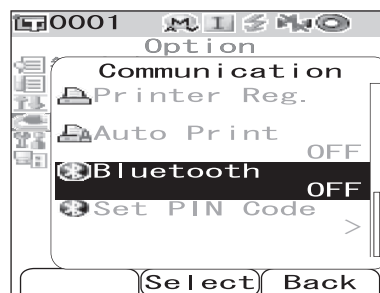 0001 M I
Option
Communication
Printer Reg.
Auto Print
OFF
Bluetooth
OFF
Set PIN Code
>
Select Back